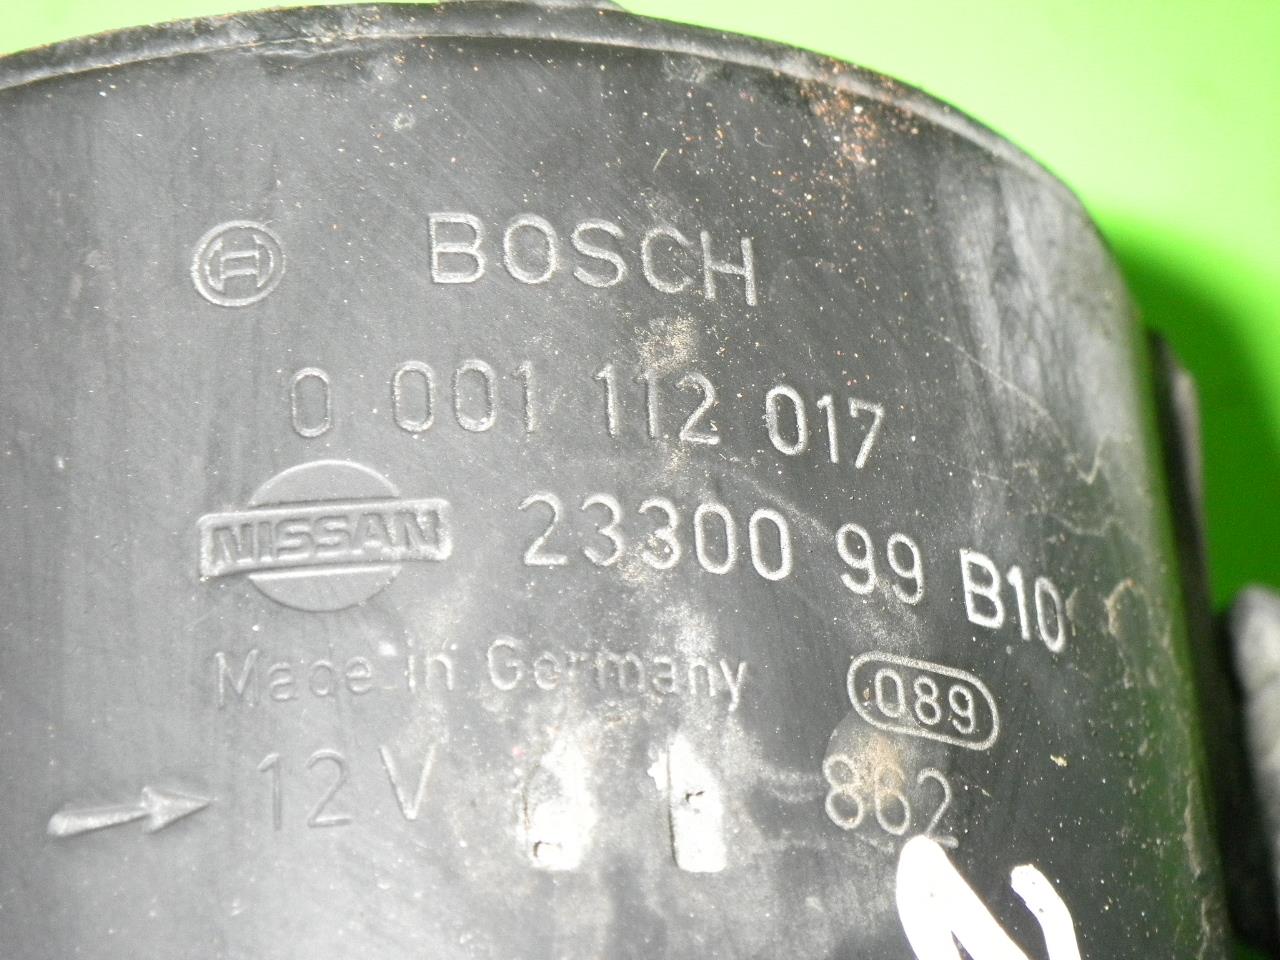 BOSCH
0 001 112 017
NISSAN 23300 99 B10
Made in Germany 089
12 V 862